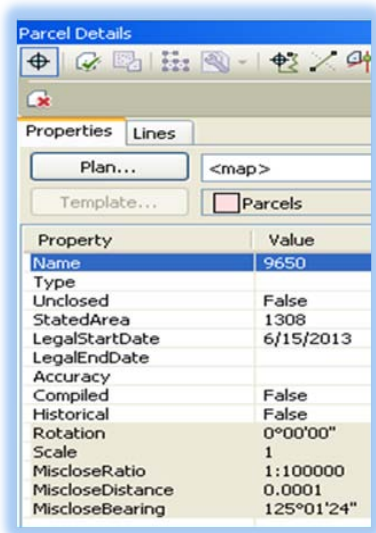 Parcel Details
Properties Lines
Plan... <map>
Template... Parcels
Property Value
Name 9650
Type
Unclosed False
StatedArea 1308
LegalStartDate 6/15/2013
LegalEndDate
Accuracy
Compiled False
Historical False
Rotation 0°00'00"
Scale 1
MiscloseRatio 1:100000
MiscloseDistance 0.0001
MiscloseBearing 125°01'24"